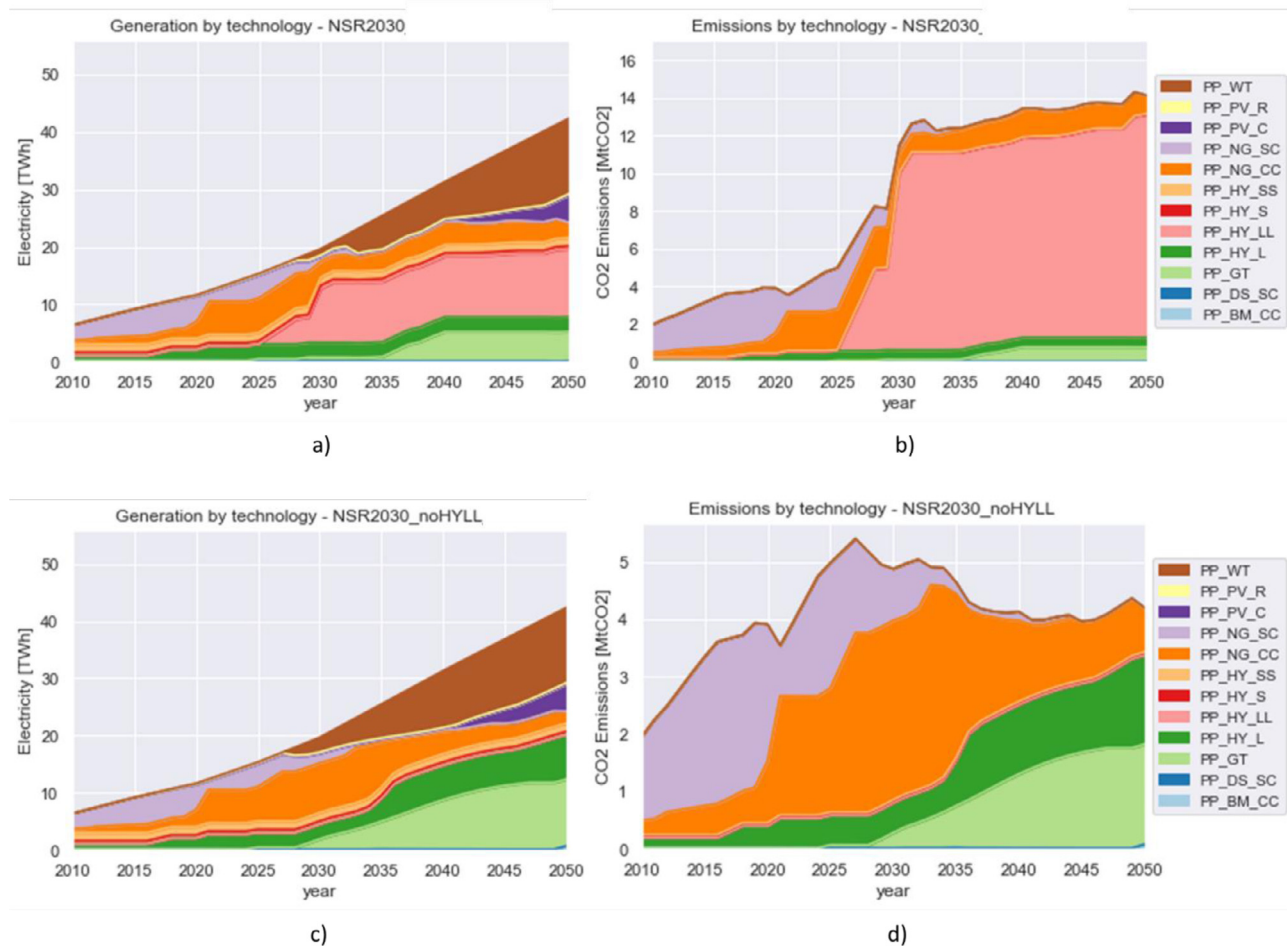 Generation by technology - NSR2030_
Electricity [TWh]
50
40
30
20
10
0
2010 2015 2020 2025 2030 2035 2040 2045 2050
year
a)
Emissions by technology - NSR2030_
CO2 Emissions [MtCO2]
16
14
12
10
8
6
4
2
0
2010 2015 2020 2025 2030 2035 2040 2045 2050
year
b)
PP_WT
PP_PV_R
PP_PV_C
PP_NG_SC
PP_NG_CC
PP_HY_SS
PP_HY_S
PP_HY_LL
PP_HY_L
PP_GT
PP_DS_SC
PP_BM_CC
Generation by technology - NSR2030_noHYLL
Electricity [TWh]
50
40
30
20
10
0
2010 2015 2020 2025 2030 2035 2040 2045 2050
year
c)
Emissions by technology - NSR2030_noHYLL
CO2 Emissions [MtCO2]
5
4
3
2
1
0
2010 2015 2020 2025 2030 2035 2040 2045 2050
year
d)
PP_WT
PP_PV_R
PP_PV_C
PP_NG_SC
PP_NG_CC
PP_HY_SS
PP_HY_S
PP_HY_LL
PP_HY_L
PP_GT
PP_DS_SC
PP_BM_CC